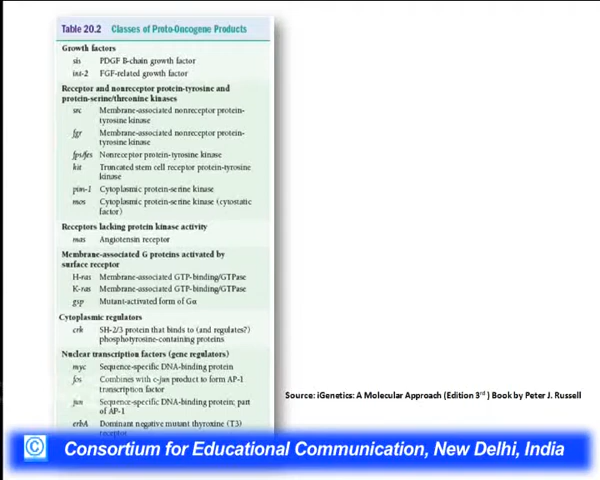 Table 20.2 Classes of Proto-Oncogene Products
Growth factors
sis PDGF B-chain growth factor
int-2 FGF-related growth factor
Receptor and nonreceptor protein-tyrosine and
protein-serine/threonine kinases
src Membrane-associated nonreceptor protein-
tyrosine kinase
fgr Membrane-associated nonreceptor protein-
tyrosine kinase
fps/fes Nonreceptor protein-tyrosine kinase
kit Truncated stem cell receptor protein-tyrosine
kinase
pim-1 Cytoplasmic protein-serine kinase
mos Cytoplasmic protein-serine kinase (cytostatic
factor)
Receptors lacking protein kinase activity
mas Angiotensin receptor
Membrane-associated G proteins activated by
surface receptor
H-ras Membrane-associated GTP-binding/GTPase
K-ras Membrane-associated GTP-binding/GTPase
gsp Mutant-activated form of Gα
Cytoplasmic regulators
crk SH-2/3 protein that binds to (and regulates?)
phosphotyrosine-containing proteins
Nuclear transcription factors (gene regulators)
myc Sequence-specific DNA-binding protein
fos Combines with c-jun product to form AP-1
transcription factor
jun Sequence-specific DNA-binding protein; part
of AP-1
erbA Dominant negative mutant thyroxine (T3)
receptor
Source: iGenetics: A Molecular Approach (Edition 3rd ) Book by Peter J. Russell
© Consortium for Educational Communication, New Delhi, India